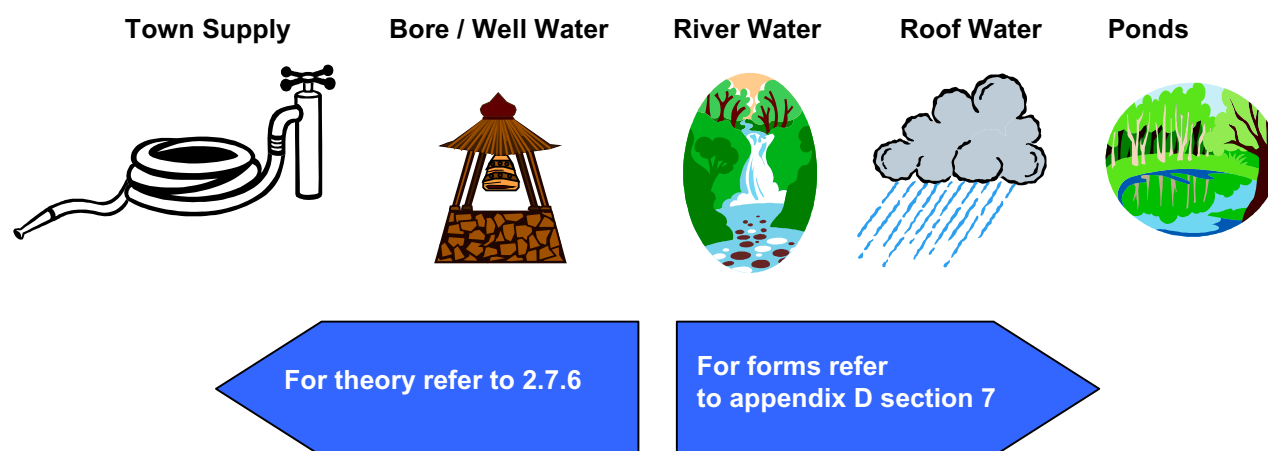 Town Supply
Bore / Well Water
River Water
Roof Water
Ponds
For theory refer to 2.7.6
For forms refer
to appendix D section 7